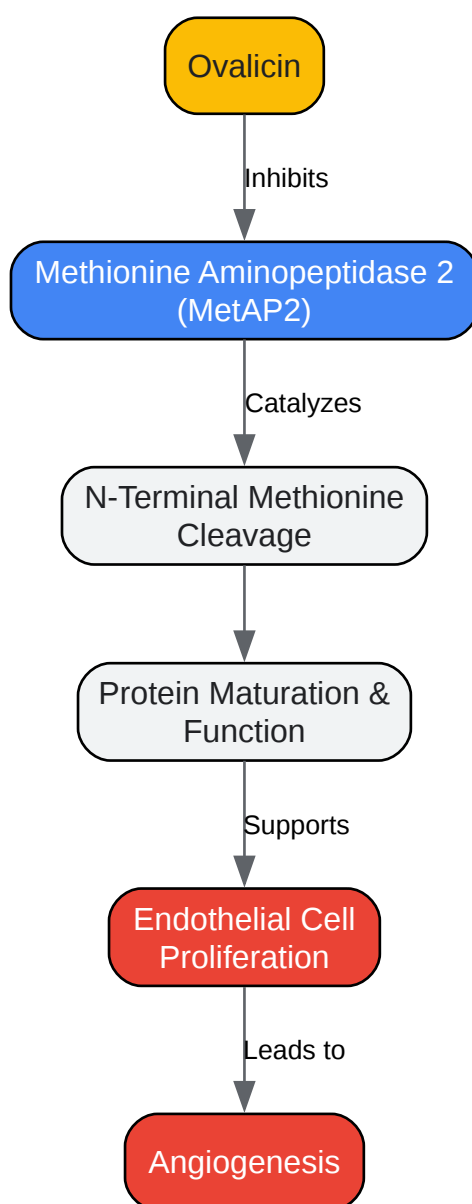 Ovalicin
Inhibits
Methionine Aminopeptidase 2
(MetAP2)
Catalyzes
N-Terminal Methionine
Cleavage
Protein Maturation &
Function
Supports
Endothelial Cell
Proliferation
Leads to
Angiogenesis